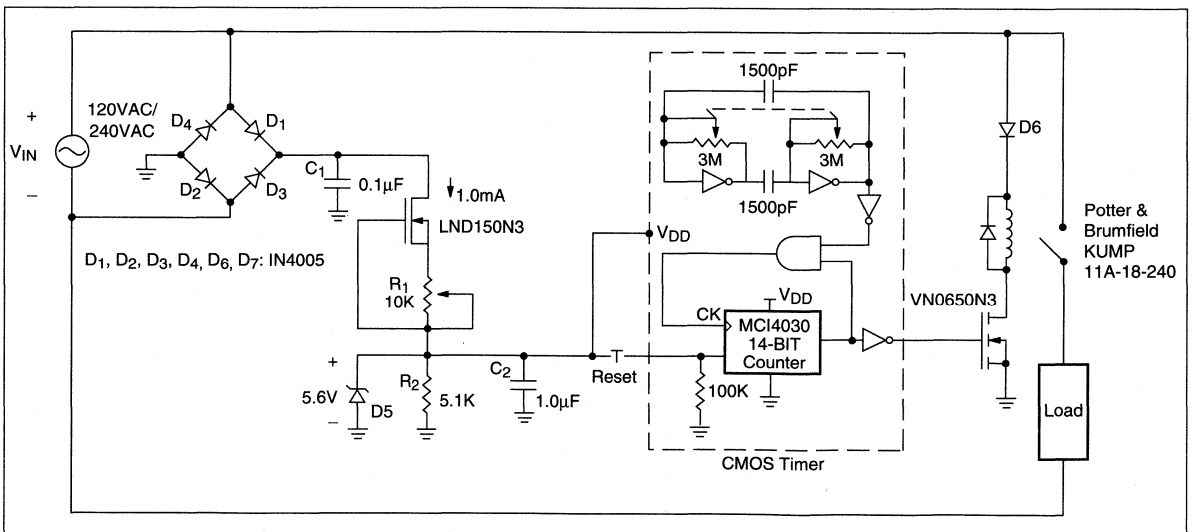 120VAC/
240VAC
+
VIN
−
D4
D1
D2
D3
C1
0.1µF
1.0mA
LND150N3
D1, D2, D3, D4, D6, D7: IN4005
R1
10K
+
5.6V
−
D5
R2
5.1K
C2
1.0µF
Reset
VDD
1500pF
3M
3M
1500pF
VDD
CK
MCI4030
14-BIT
Counter
100K
CMOS Timer
D6
VN0650N3
Potter &
Brumfield
KUMP
11A-18-240
Load